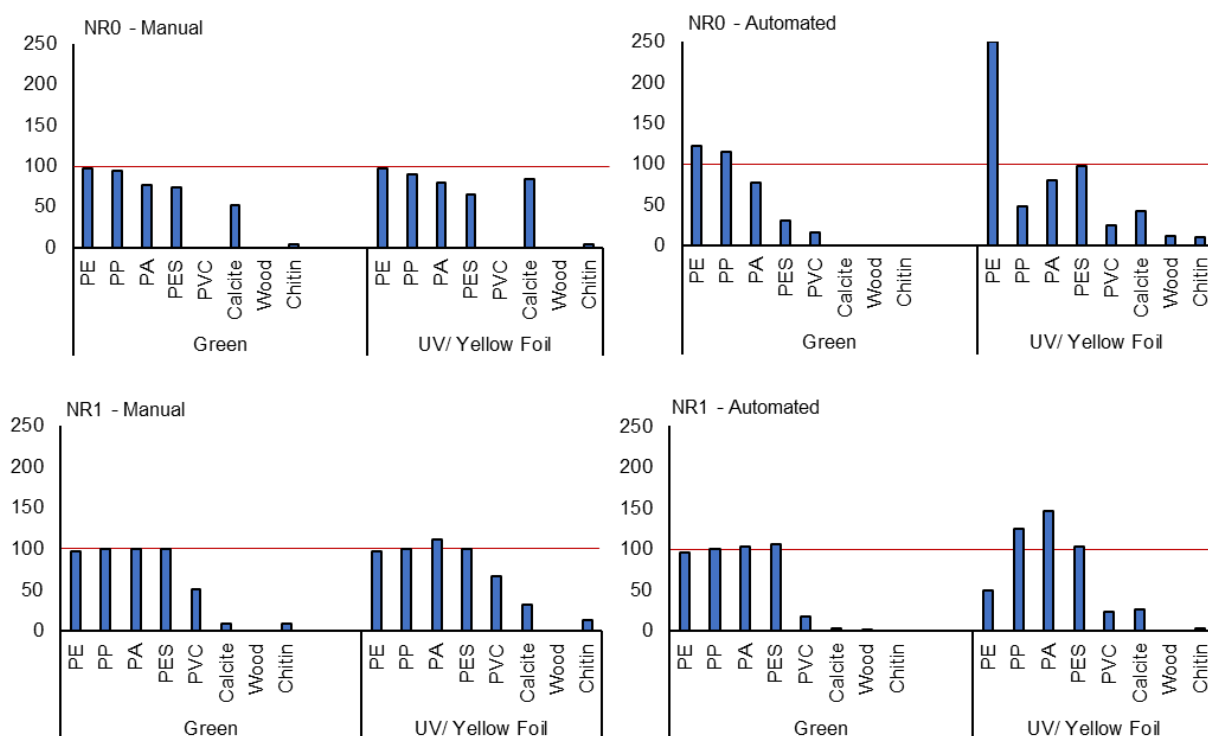 NR0 - Manual
250
200
150
100
50
0
PE
PP
PA
PES
PVC
Calcite
Wood
Chitin
PE
PP
PA
PES
PVC
Calcite
Wood
Chitin
Green
UV/ Yellow Foil
NR0 - Automated
250
200
150
100
50
0
PE
PP
PA
PES
PVC
Calcite
Wood
Chitin
PE
PP
PA
PES
PVC
Calcite
Wood
Chitin
Green
UV/ Yellow Foil
NR1 - Manual
250
200
150
100
50
0
PE
PP
PA
PES
PVC
Calcite
Wood
Chitin
PE
PP
PA
PES
PVC
Calcite
Wood
Chitin
Green
UV/ Yellow Foil
NR1 - Automated
250
200
150
100
50
0
PE
PP
PA
PES
PVC
Calcite
Wood
Chitin
PE
PP
PA
PES
PVC
Calcite
Wood
Chitin
Green
UV/ Yellow Foil